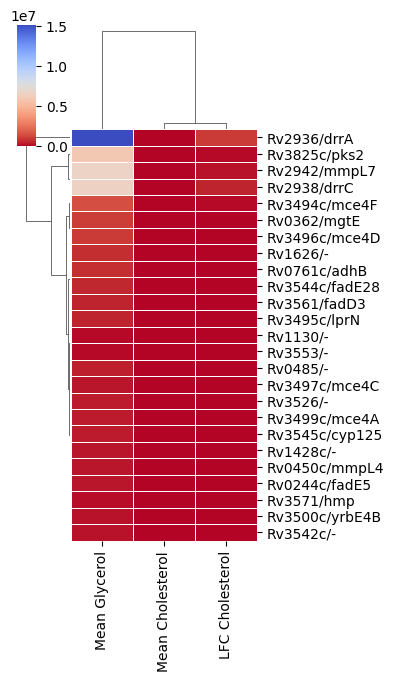 1e7
1.5
1.0
0.5
0.0
Rv2936/drrA
Rv3825c/pks2
Rv2942/mmpL7
Rv2938/drrC
Rv3494c/mce4F
Rv0362/mgtE
Rv3496c/mce4D
Rv1626/-
Rv0761c/adhB
Rv3544c/fadE28
Rv3561/fadD3
Rv3495c/lprN
Rv1130/-
Rv3553/-
Rv0485/-
Rv3497c/mce4C
Rv3526/-
Rv3499c/mce4A
Rv3545c/cyp125
Rv1428c/-
Rv0450c/mmpL4
Rv0244c/fadE5
Rv3571/hmp
Rv3500c/yrbE4B
Rv3542c/-
Mean Glycerol
Mean Cholesterol
LFC Cholesterol